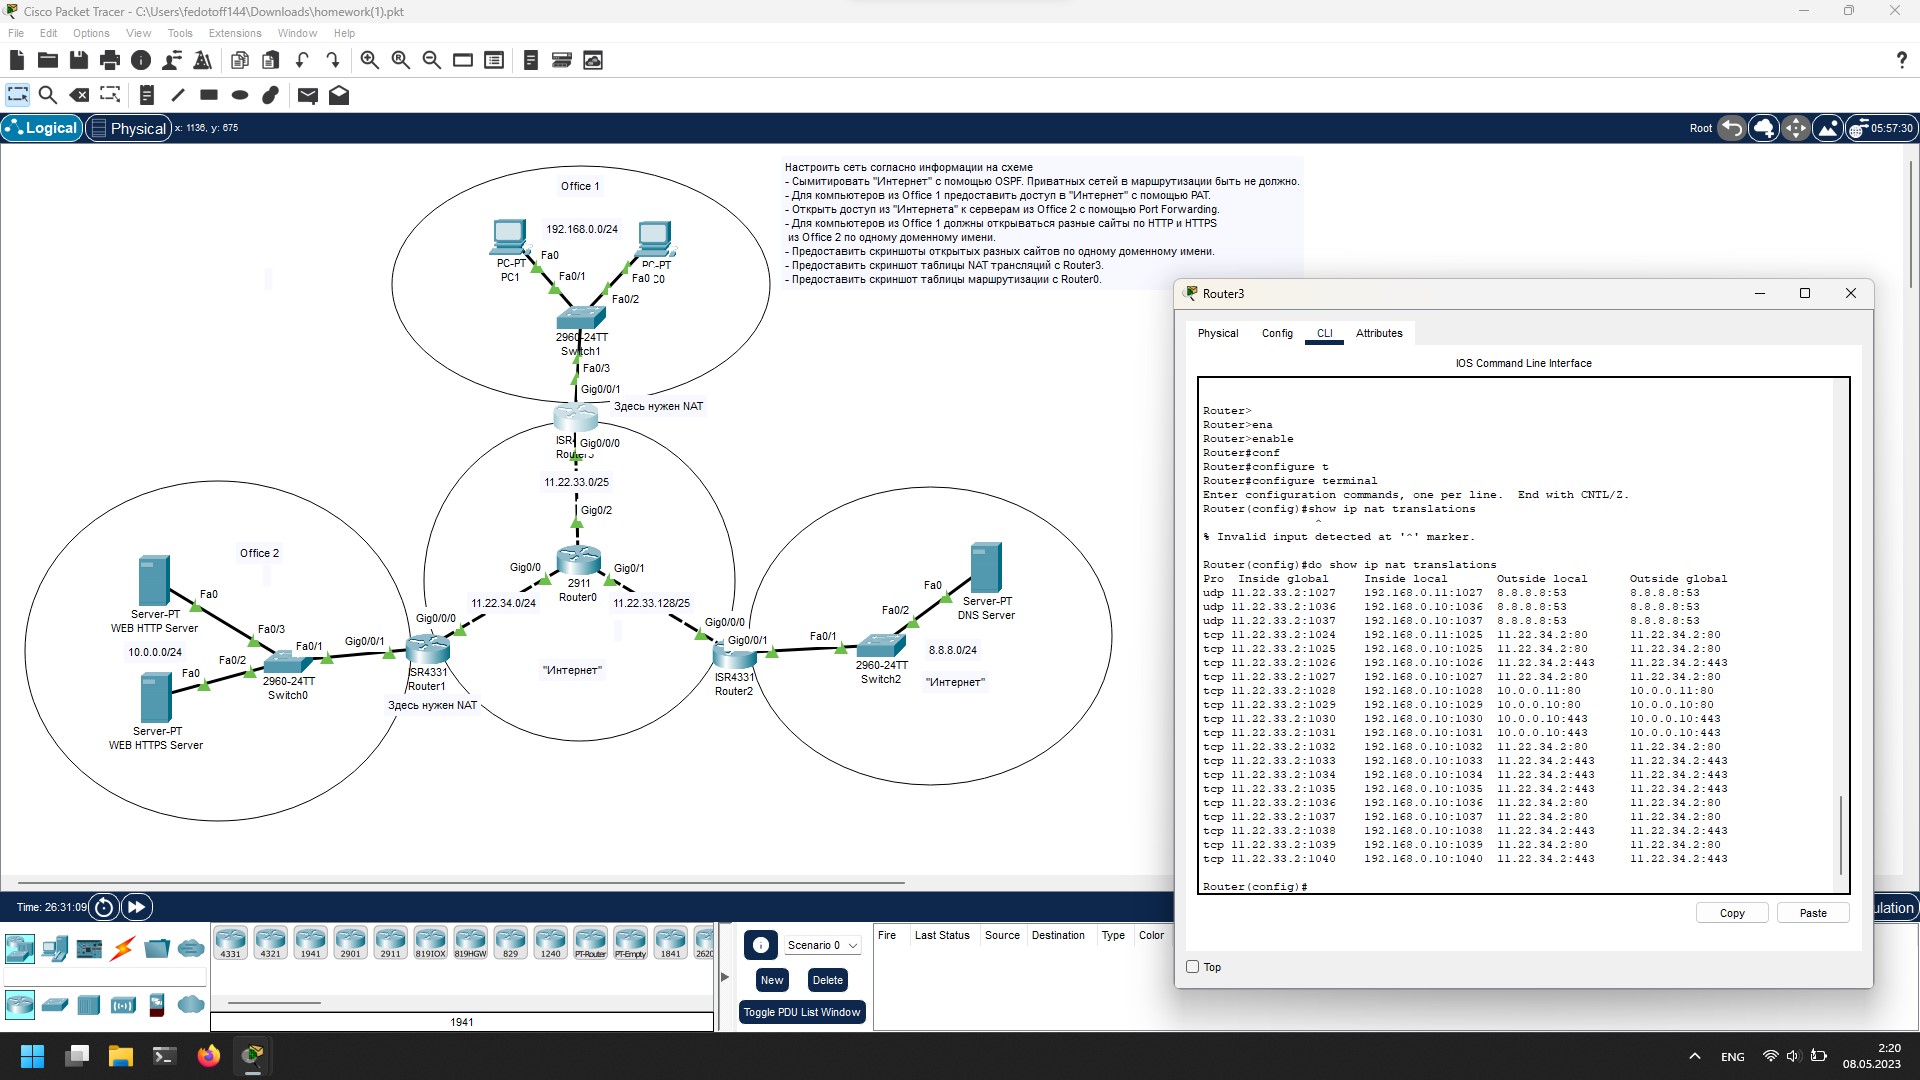 Cisco Packet Tracer - C:\Users\fedotoff144\Downloads\homework(1).pkt
File Edit Options View Tools Extensions Window Help
?
Logical Physical x: 1136, y: 675
Root 05:57:30
Настроить сеть согласно информации на схеме
- Сымитировать "Интернет" с помощью OSPF. Приватных сетей в маршрутизации быть не должно.
- Для компьютеров из Office 1 предоставить доступ в "Интернет" с помощью PAT.
- Открыть доступ из "Интернета" к серверам из Office 2 с помощью Port Forwarding.
- Для компьютеров из Office 1 должны открываться разные сайты по HTTP и HTTPS
из Office 2 по одному доменному имени.
- Предоставить скриншоты открытых разных сайтов по одному доменному имени.
- Предоставить скриншот таблицы NAT трансляций с Router3.
- Предоставить скриншот таблицы маршрутизации с Router0.
Office 1
192.168.0.0/24
Fa0
PC-PT
PC1
PC-PT
Fa0 C0
Fa0/1
Fa0/2
2960-24TT
Switch1
Fa0/3
Gig0/0/1
Здесь нужен NAT
Gig0/0/0
11.22.33.0/25
Gig0/2
Gig0/0
Gig0/1
2911
Router0
11.22.34.0/24
11.22.33.128/25
"Интернет"
Office 2
Fa0
Server-PT
WEB HTTP Server
10.0.0.0/24
Fa0/3
Fa0/1
Gig0/0/1
Gig0/0/0
Fa0
Fa0/2
2960-24TT
Switch0
Server-PT
WEB HTTPS Server
SR4331
Router1
Здесь нужен NAT
Gig0/0/0
Gig0/0/1
ISR4331
Router2
Fa0/1
Fa0/2
Fa0
Server-PT
DNS Server
2960-24TT
Switch2
8.8.8.0/24
"Интернет"
Router3
Physical Config CLI Attributes
IOS Command Line Interface
Router>
Router>ena
Router>enable
Router#conf
Router#configure t
Router#configure terminal
Enter configuration commands, one per line. End with CNTL/Z.
Router(config)#show ip nat translations
^
% Invalid input detected at '^' marker.
Router(config)#do show ip nat translations
Pro Inside global Inside local Outside local Outside global
udp 11.22.33.2:1027 192.168.0.11:1027 8.8.8.8:53 8.8.8.8:53
udp 11.22.33.2:1036 192.168.0.10:1036 8.8.8.8:53 8.8.8.8:53
udp 11.22.33.2:1037 192.168.0.10:1037 8.8.8.8:53 8.8.8.8:53
tcp 11.22.33.2:1024 192.168.0.11:1025 11.22.34.2:80 11.22.34.2:80
tcp 11.22.33.2:1025 192.168.0.10:1025 11.22.34.2:80 11.22.34.2:80
tcp 11.22.33.2:1026 192.168.0.10:1026 11.22.34.2:443 11.22.34.2:443
tcp 11.22.33.2:1027 192.168.0.10:1027 11.22.34.2:80 11.22.34.2:80
tcp 11.22.33.2:1028 192.168.0.10:1028 10.0.0.11:80 10.0.0.11:80
tcp 11.22.33.2:1029 192.168.0.10:1029 10.0.0.10:80 10.0.0.10:80
tcp 11.22.33.2:1030 192.168.0.10:1030 10.0.0.10:443 10.0.0.10:443
tcp 11.22.33.2:1031 192.168.0.10:1031 10.0.0.10:443 10.0.0.10:443
tcp 11.22.33.2:1032 192.168.0.10:1032 11.22.34.2:80 11.22.34.2:80
tcp 11.22.33.2:1033 192.168.0.10:1033 11.22.34.2:443 11.22.34.2:443
tcp 11.22.33.2:1034 192.168.0.10:1034 11.22.34.2:443 11.22.34.2:443
tcp 11.22.33.2:1035 192.168.0.10:1035 11.22.34.2:443 11.22.34.2:443
tcp 11.22.33.2:1036 192.168.0.10:1036 11.22.34.2:80 11.22.34.2:80
tcp 11.22.33.2:1037 192.168.0.10:1037 11.22.34.2:80 11.22.34.2:80
tcp 11.22.33.2:1038 192.168.0.10:1038 11.22.34.2:443 11.22.34.2:443
tcp 11.22.33.2:1039 192.168.0.10:1039 11.22.34.2:80 11.22.34.2:80
tcp 11.22.33.2:1040 192.168.0.10:1040 11.22.34.2:443 11.22.34.2:443
Router(config)#
Copy Paste
Top
Time: 26:31:09
ulation
4331 4321 1941 2901 2911 819IOX 819HGW 829 1240 PT-Router PT-Empty 1841 2620
1941
Scenario 0
New Delete
Toggle PDU List Window
Fire Last Status Source Destination Type Color
ENG
2:20
08.05.2023